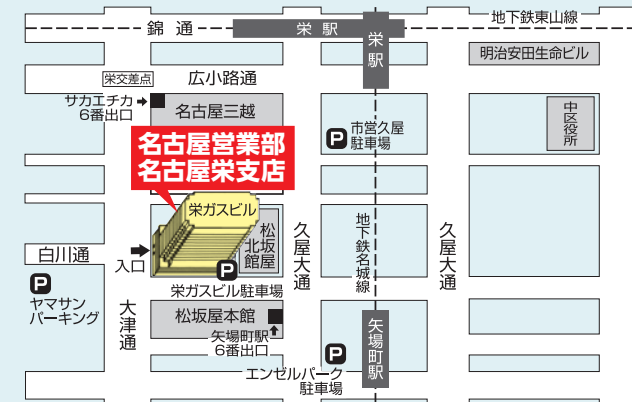 地下鉄東山線
錦通
栄駅
栄駅
明治安田生命ビル
栄交差点
広小路通
サカエチカ
6番出口
名古屋三越
P
市営久屋
駐車場
中区役所
名古屋営業部
名古屋栄支店
栄ガスビル
松坂屋
北館
久屋大通
地下鉄名城線
久屋大通
白川通
入口
P
P
ヤマサン
パーキング
栄ガスビル駐車場
大津通
松坂屋本館
矢場町駅
6番出口
矢場町駅
P
エンゼルパーク
駐車場